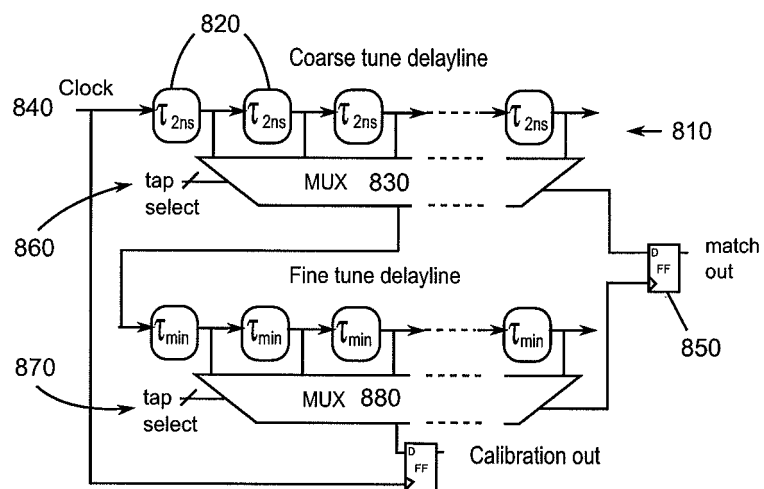 820
Coarse tune delayline
Clock
840
τ2ns τ2ns τ2ns τ2ns
810
tap select
MUX 830
860
D FF
match out
850
Fine tune delayline
τmin τmin τmin τmin
870
tap select
MUX 880
D FF
Calibration out